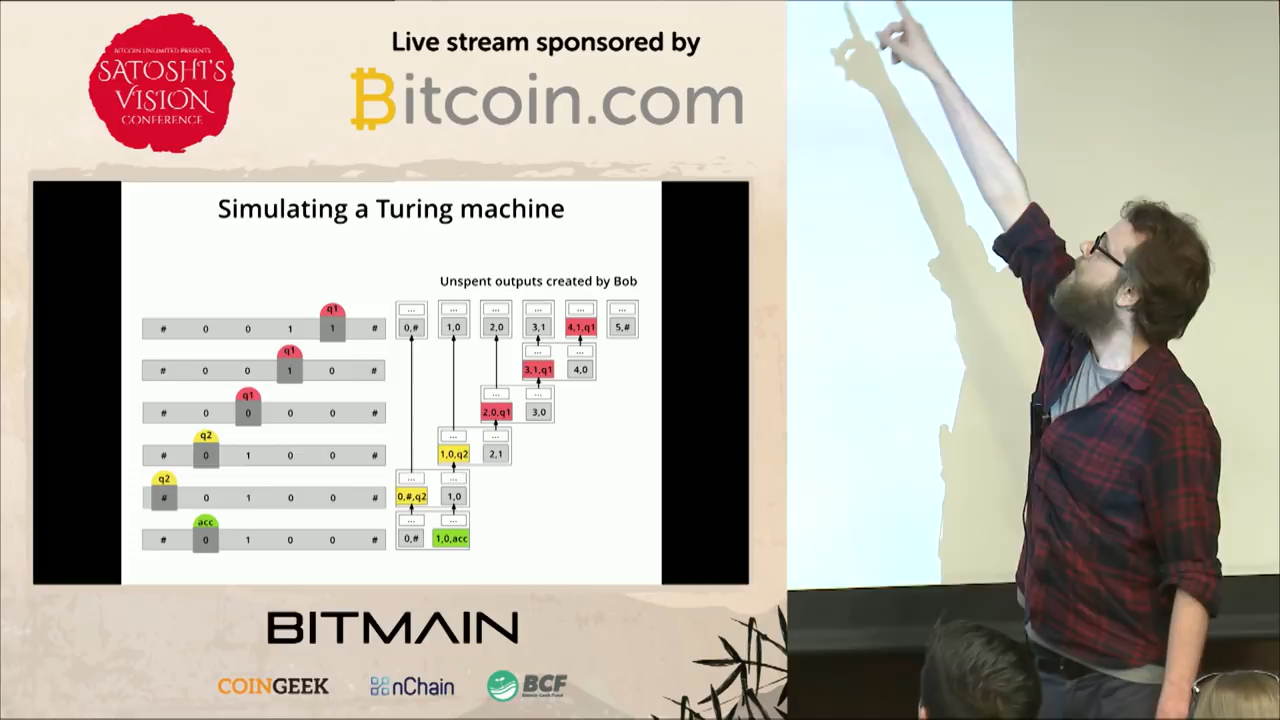 BITCOIN UNLIMITED PRESENTS
SATOSHI'S
VISION
CONFERENCE
Live stream sponsored by
Bitcoin.com
Simulating a Turing machine
Unspent outputs created by Bob
q1
# 0 0 1 1 #
... ... ... ... ... ...
0,# 1,0 2,0 3,1 4,1,q1 5,#
q1
# 0 0 1 0 #
... ...
3,1,q1 4,0
q1
# 0 0 0 0 #
... ...
2,0,q1 3,0
q2
# 0 1 0 0 #
... ...
1,0,q2 2,1
q2
# 0 1 0 0 #
... ...
0,#,q2 1,0
acc
# 0 1 0 0 #
... ...
0,# 1,0,acc
BITMAIN
COINGEEK nChain BCF